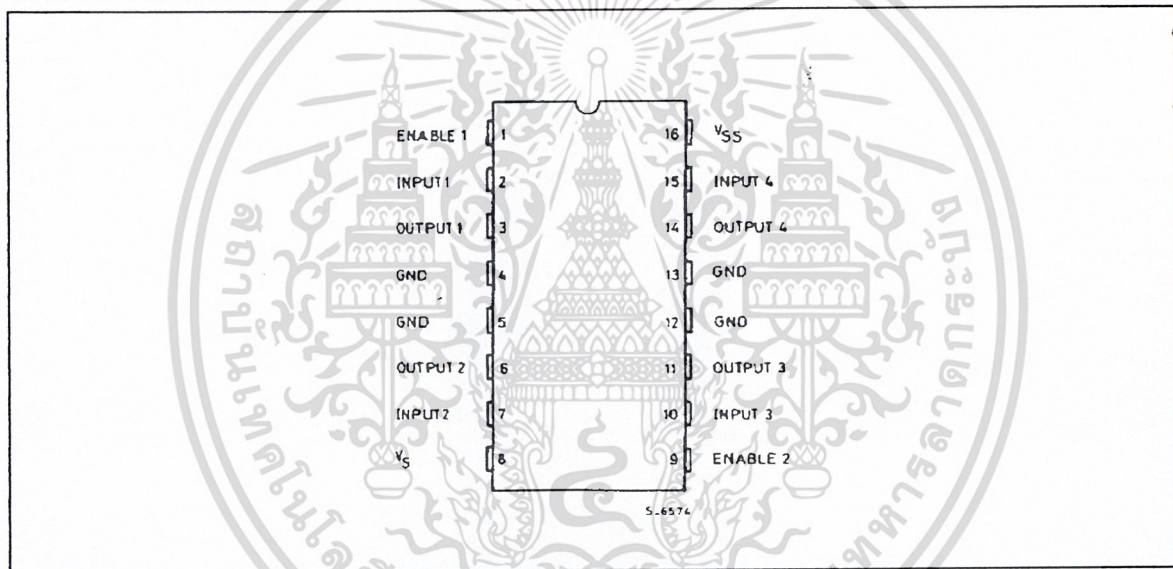 ENABLE 1 1 16 VSS
INPUT 1 2 15 INPUT 4
OUTPUT 1 3 14 OUTPUT 4
GND 4 13 GND
GND 5 12 GND
OUTPUT 2 6 11 OUTPUT 3
INPUT 2 7 10 INPUT 3
VS 8 9 ENABLE 2
S-6574